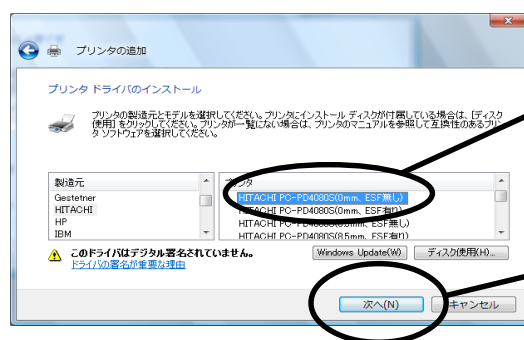 プリンタの追加
プリンタ ドライバのインストール
プリンタの製造元とモデルを選択してください。プリンタにインストール ディスクが付属している場合は、[ディスク
使用] をクリックしてください。プリンタが一覧にない場合は、プリンタのマニュアルを参照して互換性のあるプリン
タ ソフトウェアを選択してください。
製造元
Gestetner
HITACHI
HP
IBM
プリンタ
HITACHI PC-PD4080S(0mm、ESF無し)
HITACHI PC-PD4080S(0mm、ESF有り)
HITACHI PC-PD4080S(8.5mm、ESF無し)
HITACHI PC-PD4080S(8.5mm、ESF有り)
このドライバはデジタル署名されていません。
ドライバの署名が重要な理由
Windows Update(W)
ディスク使用(H)...
次へ(N)
キャンセル